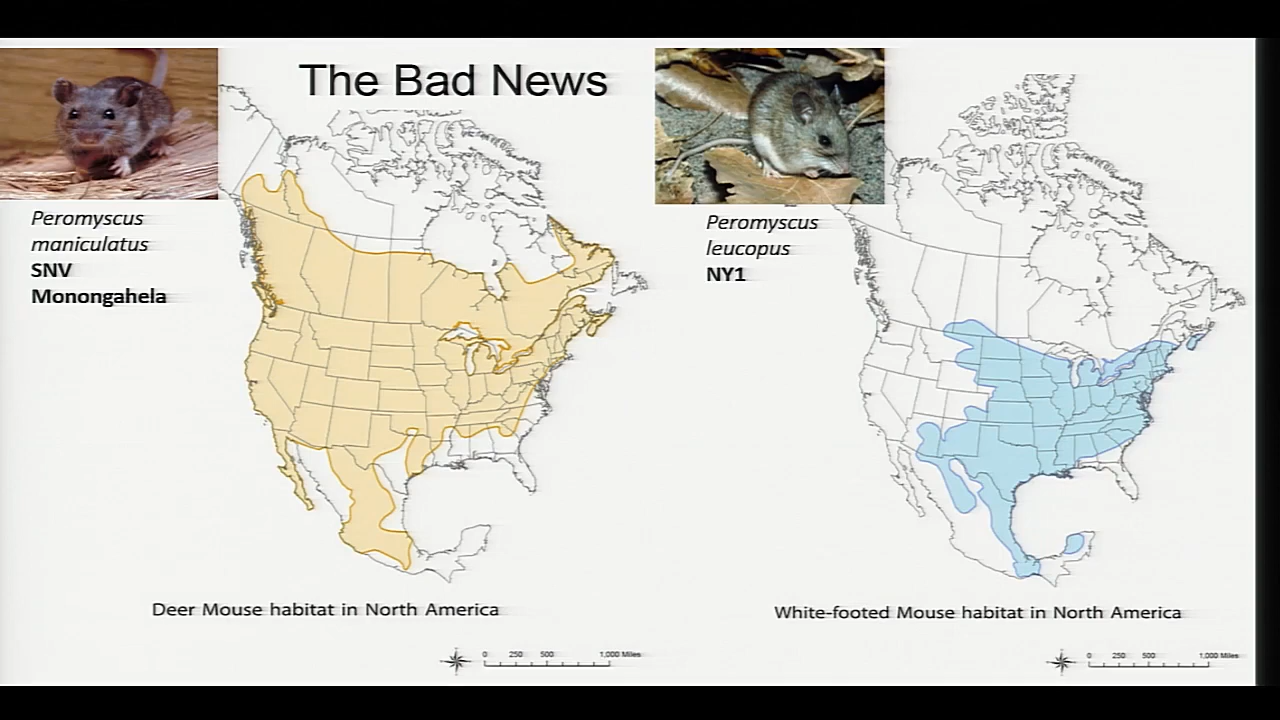 The Bad News
Peromyscus
maniculatus
SNV
Monongahela
Peromyscus
leucopus
NY1
Deer Mouse habitat in North America
White-footed Mouse habitat in North America
0 250 500 1,000 Miles
0 250 500 1,000 Miles